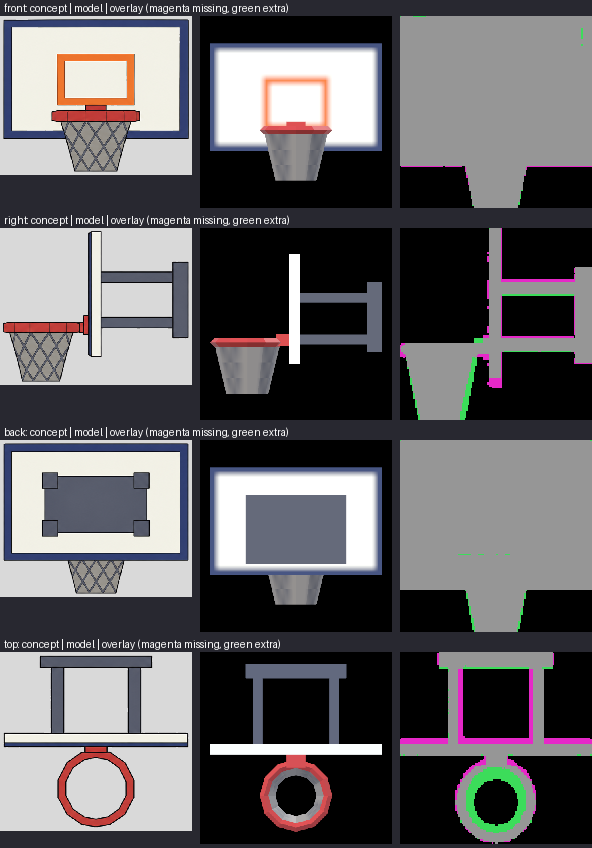 front: concept | model | overlay (magenta missing, green extra)
right: concept | model | overlay (magenta missing, green extra)
back: concept | model | overlay (magenta missing, green extra)
top: concept | model | overlay (magenta missing, green extra)